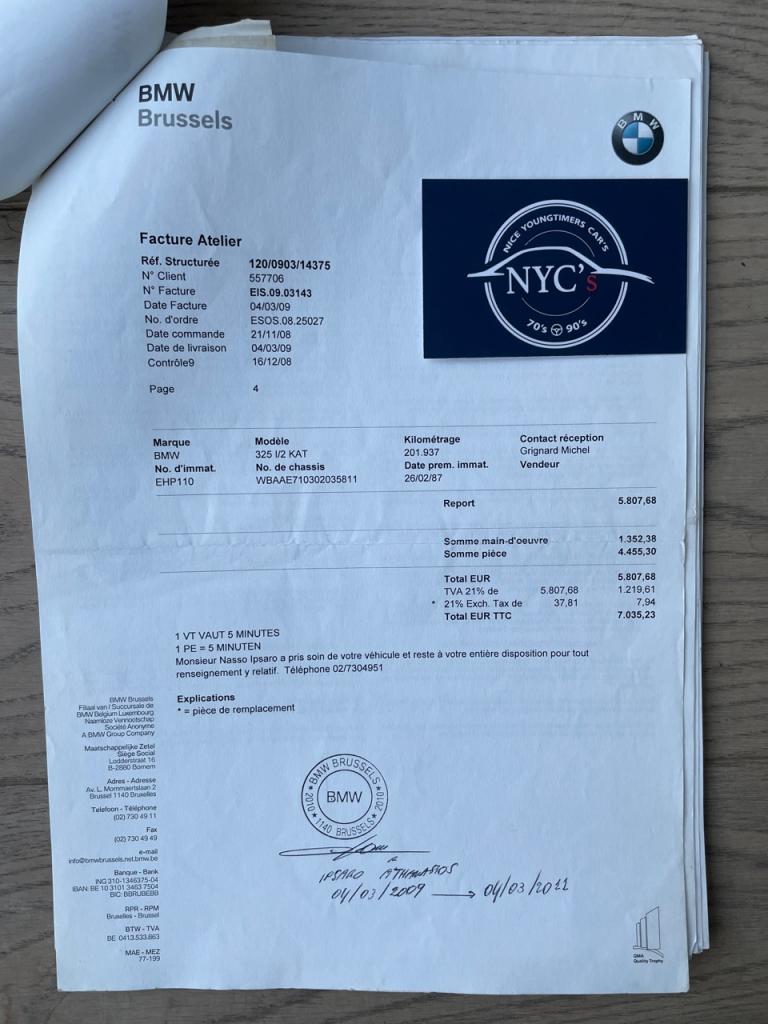 BMW
Brussels
BMW
NICE YOUNGTIMERS CAR'S
NYC's
70's 90's
Facture Atelier
Réf. Structurée 120/0903/14375
N° Client 557706
N° Facture EIS.09.03143
Date Facture 04/03/09
No. d'ordre ESOS.08.25027
Date commande 21/11/08
Date de livraison 04/03/09
Contrôle9 16/12/08
Page 4
Marque Modèle Kilométrage Contact réception
BMW 325 I/2 KAT 201.937 Grignard Michel
No. d'immat. No. de chassis Date prem. immat. Vendeur
EHP110 WBAAE710302035811 26/02/87
Report 5.807,68
Somme main-d'oeuvre 1.352,38
Somme pièce 4.455,30
Total EUR 5.807,68
TVA 21% de 5.807,68 1.219,61
* 21% Exch. Tax de 37,81 7,94
Total EUR TTC 7.035,23
1 VT VAUT 5 MINUTES
1 PE = 5 MINUTEN
Monsieur Nasso Ipsaro a pris soin de votre véhicule et reste à votre entière disposition pour tout
renseignement y relatif. Téléphone 02/7304951
Explications
* = pièce de remplacement
BMW Brussels
Filiaal van / Succursale de
BMW Belgium Luxembourg
Naamloze Vennootschap
Société Anonyme
A BMW Group Company
Maatschappelijke Zetel
Siège Social
Lodderstraat 16
B-2880 Bornem
Adres - Adresse
Av. L. Mommaertslaan 2
Brussel 1140 Bruxelles
Telefoon - Téléphone
(02) 730 49 11
Fax
(02) 730 49 49
e-mail
info@bmwbrussels.net.bmw.be
Banque - Bank
ING 310-1346375-04
IBAN: BE 10 3101 3463 7504
BIC: BBRUBEBB
RPR - RPM
Bruxelles - Brussel
BTW - TVA
BE 0413.533.863
MAE - MEZ
77-199
BMW BRUSSELS
2010 BMW 2010
1140 BRUSSELS
IPSARO ATHANASIOS
04/03/2009 → 04/03/2011
QMA
Quality Trophy